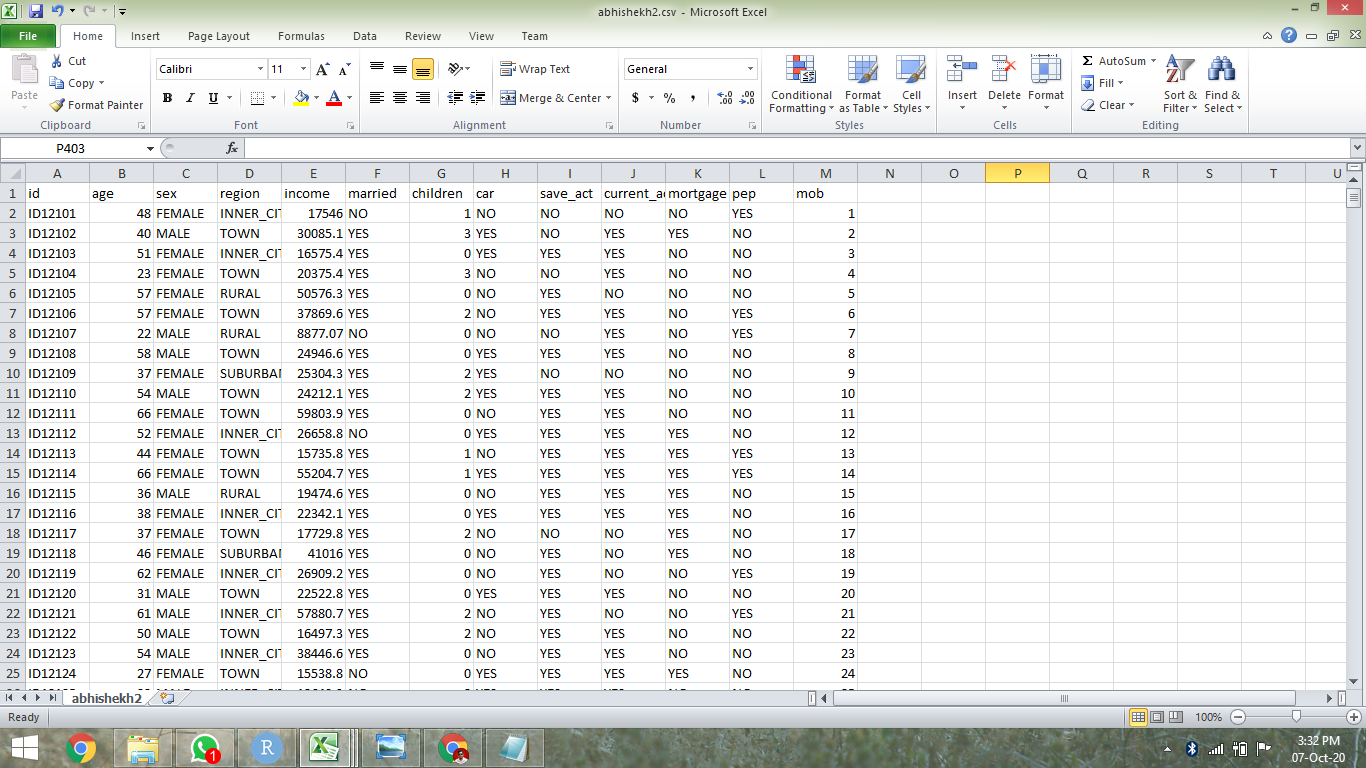 abhishekh2.csv - Microsoft Excel
File Home Insert Page Layout Formulas Data Review View Team
Cut Calibri 11 Wrap Text General AutoSum
Copy Fill
Paste Format Painter B I U Merge & Center $ % , Conditional Formatting Format as Table Cell Styles Insert Delete Format Clear Sort & Filter Find & Select
Clipboard Font Alignment Number Styles Cells Editing
P403 fx
A B C D E F G H I J K L M N O P Q R S T U
1 id age sex region income married children car save_act current_a mortgage pep mob
2 ID12101 48 FEMALE INNER_CIT 17546 NO 1 NO NO NO NO YES 1
3 ID12102 40 MALE TOWN 30085.1 YES 3 YES NO YES YES NO 2
4 ID12103 51 FEMALE INNER_CIT 16575.4 YES 0 YES YES YES NO NO 3
5 ID12104 23 FEMALE TOWN 20375.4 YES 3 NO NO YES NO NO 4
6 ID12105 57 FEMALE RURAL 50576.3 YES 0 NO YES NO NO NO 5
7 ID12106 57 FEMALE TOWN 37869.6 YES 2 NO YES YES NO YES 6
8 ID12107 22 MALE RURAL 8877.07 NO 0 NO NO YES NO YES 7
9 ID12108 58 MALE TOWN 24946.6 YES 0 YES YES YES NO NO 8
10 ID12109 37 FEMALE SUBURBAN 25304.3 YES 2 YES NO NO NO NO 9
11 ID12110 54 MALE TOWN 24212.1 YES 2 YES YES YES NO NO 10
12 ID12111 66 FEMALE TOWN 59803.9 YES 0 NO YES YES NO NO 11
13 ID12112 52 FEMALE INNER_CIT 26658.8 NO 0 YES YES YES YES NO 12
14 ID12113 44 FEMALE TOWN 15735.8 YES 1 NO YES YES YES YES 13
15 ID12114 66 FEMALE TOWN 55204.7 YES 1 YES YES YES YES YES 14
16 ID12115 36 MALE RURAL 19474.6 YES 0 NO YES YES YES NO 15
17 ID12116 38 FEMALE INNER_CIT 22342.1 YES 0 YES YES YES YES NO 16
18 ID12117 37 FEMALE TOWN 17729.8 YES 2 NO NO NO YES NO 17
19 ID12118 46 FEMALE SUBURBAN 41016 YES 0 NO YES NO YES NO 18
20 ID12119 62 FEMALE INNER_CIT 26909.2 YES 0 NO YES NO NO YES 19
21 ID12120 31 MALE TOWN 22522.8 YES 0 YES YES YES NO NO 20
22 ID12121 61 MALE INNER_CIT 57880.7 YES 2 NO YES NO NO YES 21
23 ID12122 50 MALE TOWN 16497.3 YES 2 NO YES YES NO NO 22
24 ID12123 54 MALE INNER_CIT 38446.6 YES 0 NO YES YES NO NO 23
25 ID12124 27 FEMALE TOWN 15538.8 NO 0 YES YES YES YES NO 24
abhishekh2
Ready 100%
R 1 3:32 PM
07-Oct-20